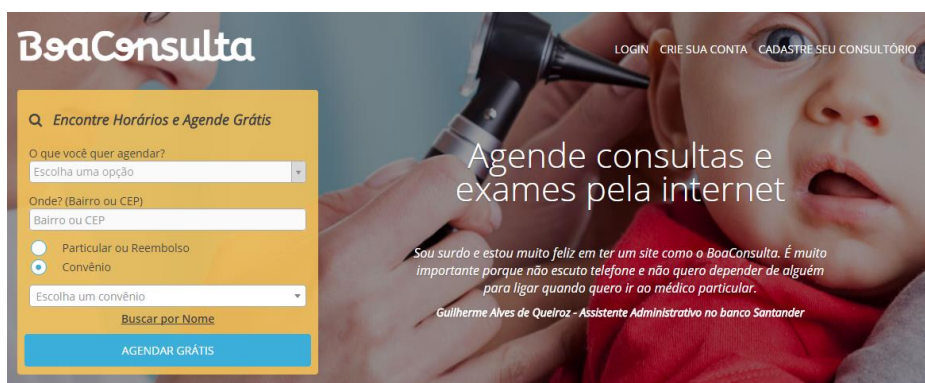 BoaConsulta
LOGIN CRIE SUA CONTA CADASTRE SEU CONSULTÓRIO
Encontre Horários e Agende Grátis
O que você quer agendar?
Escolha uma opção
Onde? (Bairro ou CEP)
Bairro ou CEP
Particular ou Reembolso
Convênio
Escolha um convênio
Buscar por Nome
AGENDAR GRÁTIS
Agende consultas e
exames pela internet
Sou surdo e estou muito feliz em ter um site como o BoaConsulta. É muito
importante porque não escuto telefone e não quero depender de alguém
para ligar quando quero ir ao médico particular.
Guilherme Alves de Queiroz - Assistente Administrativo no banco Santander